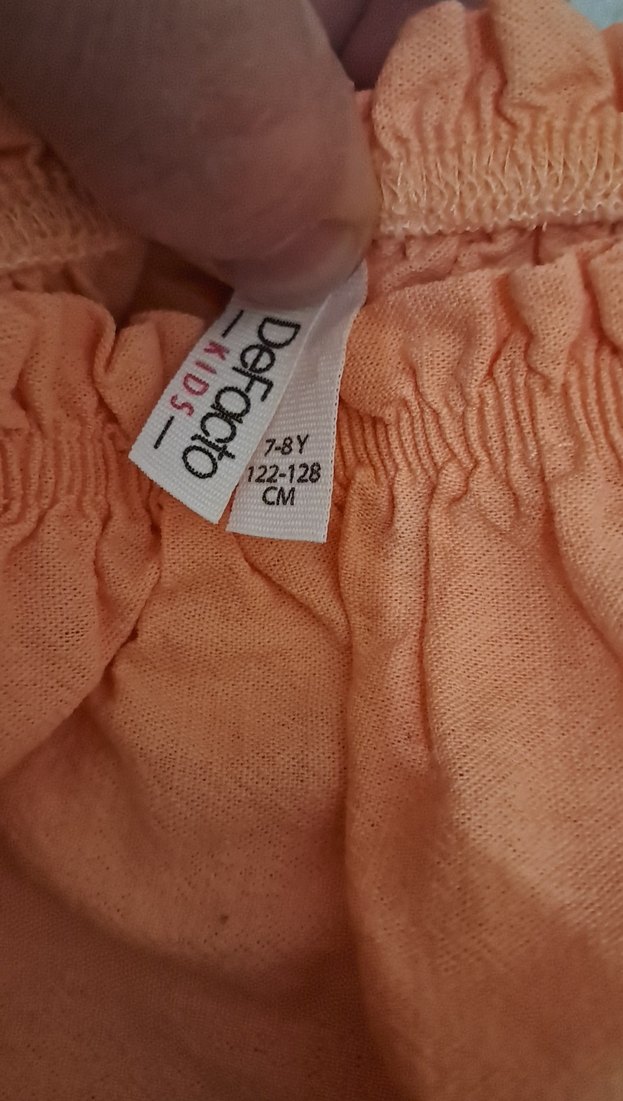 DeFacto
— KIDS —
7-8Y
122-128
CM